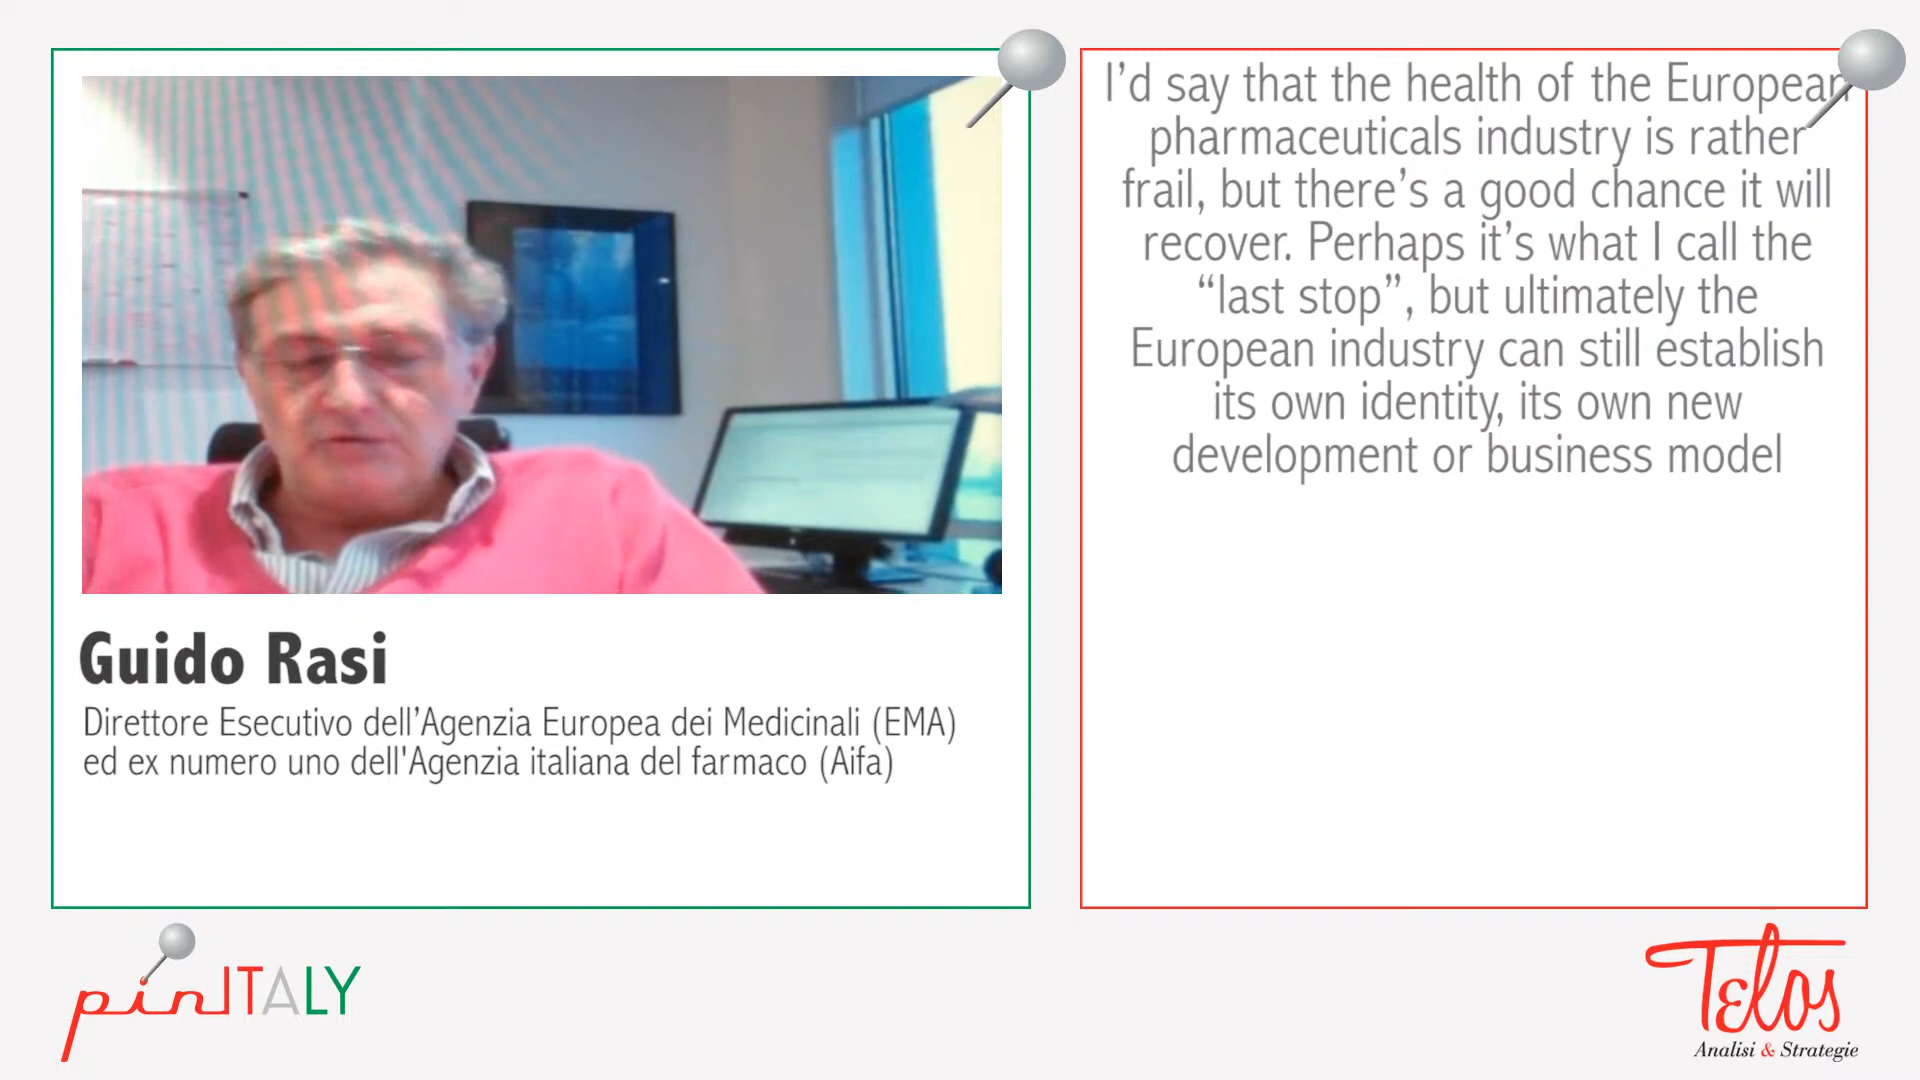 Guido Rasi
Direttore Esecutivo dell’Agenzia Europea dei Medicinali (EMA)
ed ex numero uno dell'Agenzia italiana del farmaco (Aifa)
I’d say that the health of the European
pharmaceuticals industry is rather
frail, but there’s a good chance it will
recover. Perhaps it’s what I call the
“last stop”, but ultimately the
European industry can still establish
its own identity, its own new
development or business model
pinITALY
Telos
Analisi & Strategie